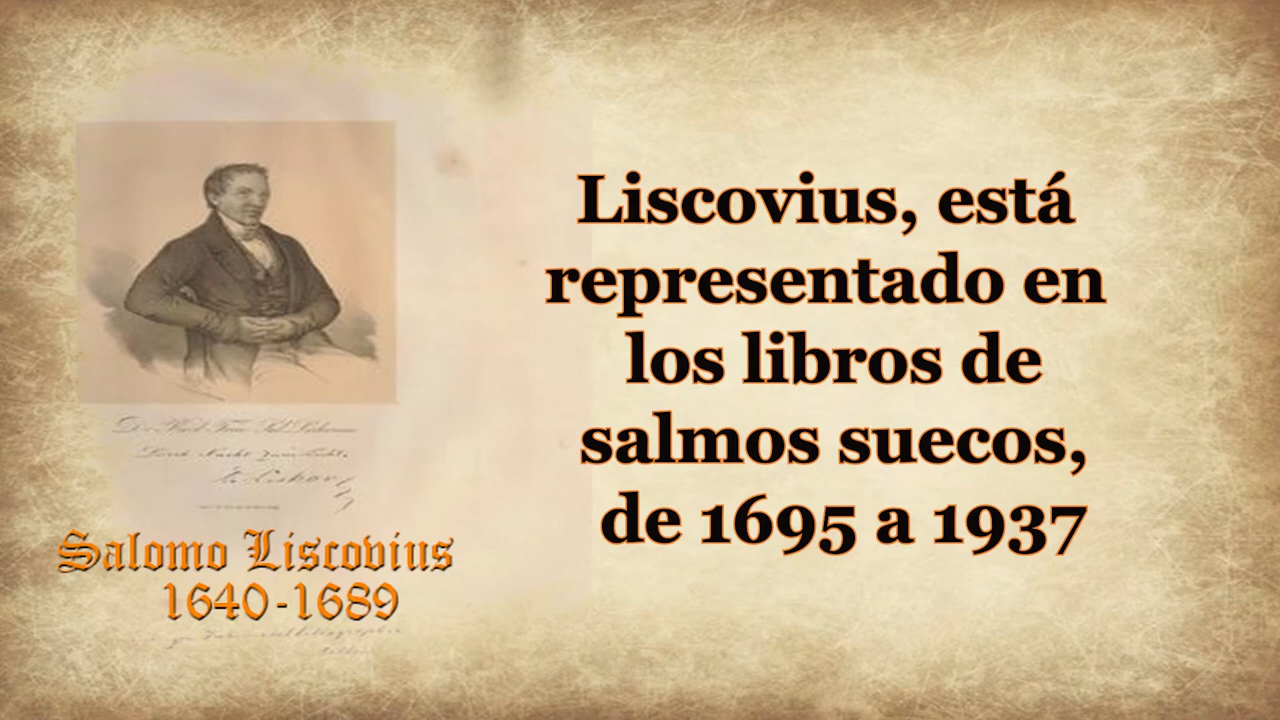 Liscovius, está
representado en
los libros de
salmos suecos,
de 1695 a 1937
Salomo Liscovius
1640-1689